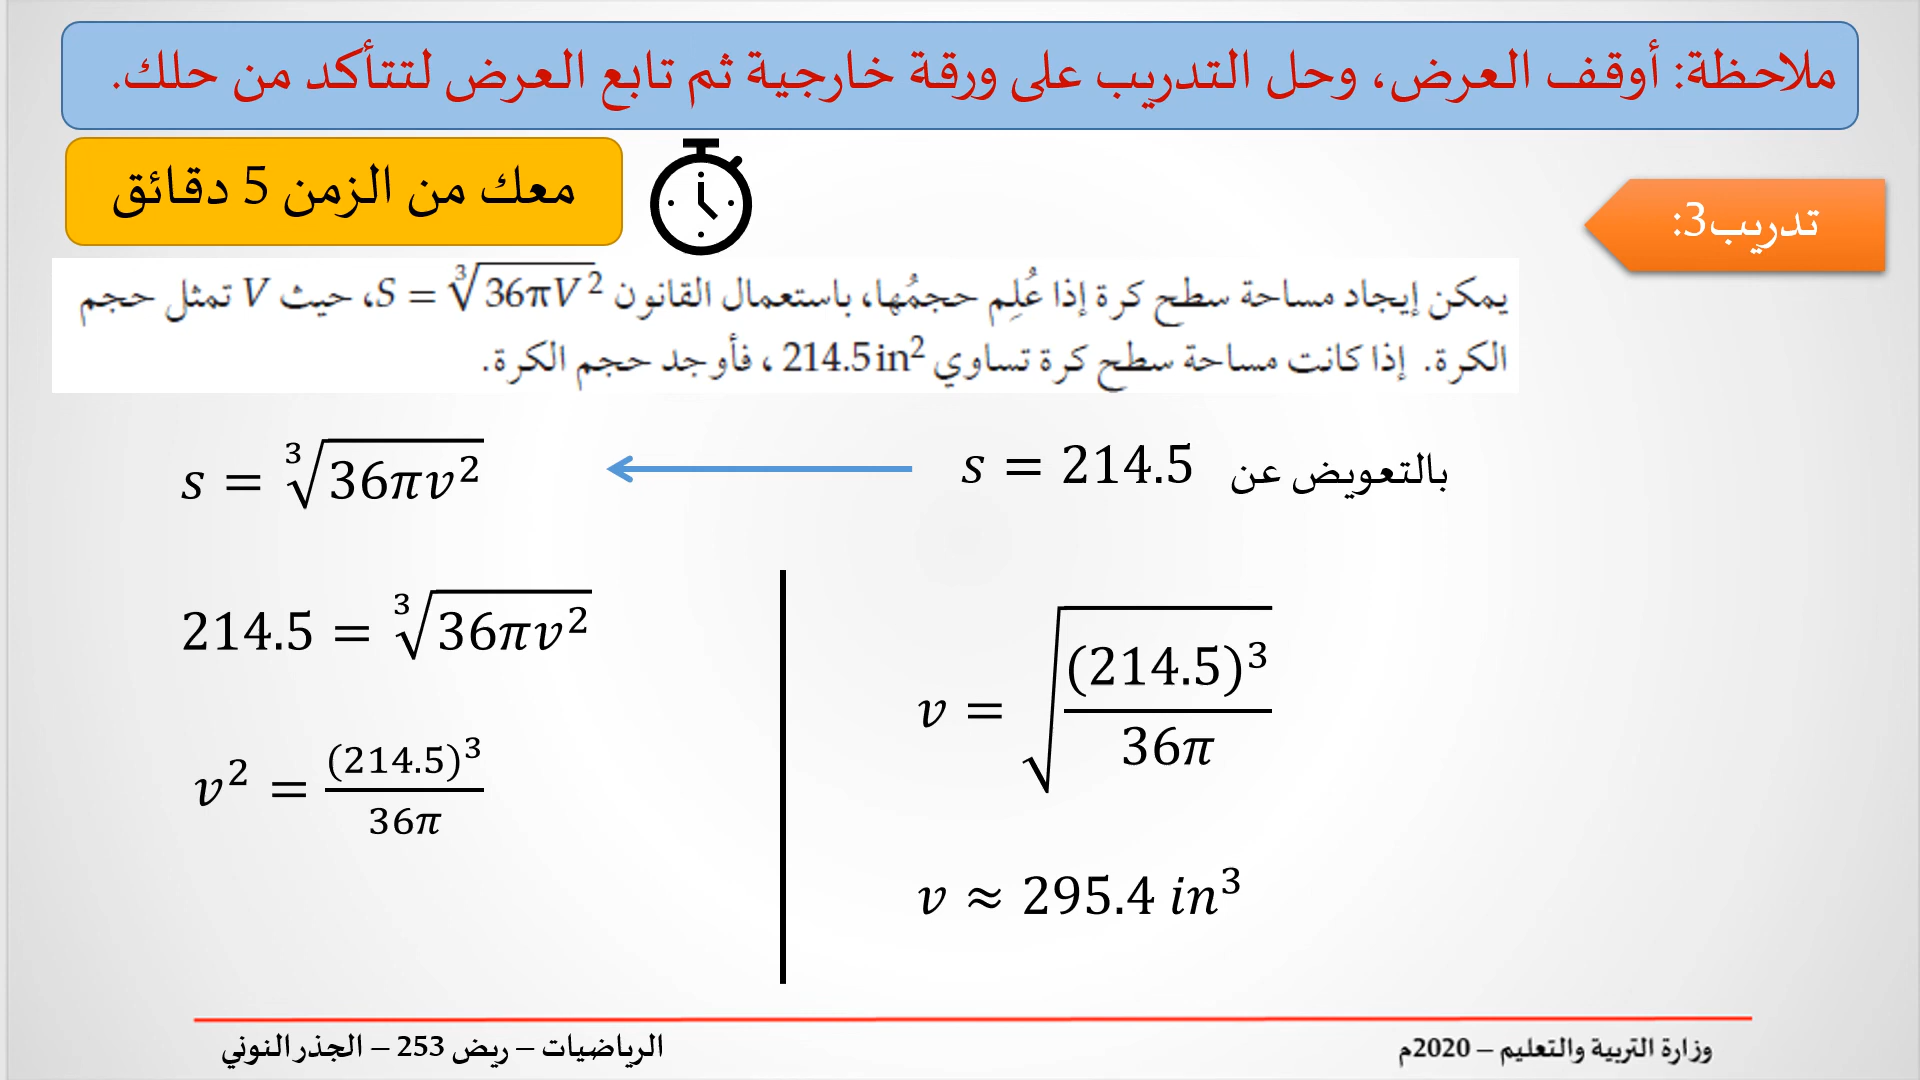 ملاحظة: أوقف العرض، وحل التدريب على ورقة خارجية ثم تابع العرض لتتأكد من حلك.
معك من الزمن 5 دقائق
تدريب3:
يمكن إيجاد مساحة سطح كرة إذا عُلِم حجمُها، باستعمال القانون S = ∛(36πV²)، حيث V تمثل حجم
الكرة. إذا كانت مساحة سطح كرة تساوي 214.5 in²، فأوجد حجم الكرة.
بالتعويض عن s = 214.5
s = ∛(36πv²)
214.5 = ∛(36πv²)
v² = (214.5)³/36π
v = √((214.5)³/36π)
v ≈ 295.4 in³
وزارة التربية والتعليم – 2020م
الرياضيات – ريض 253 – الجذر النوني